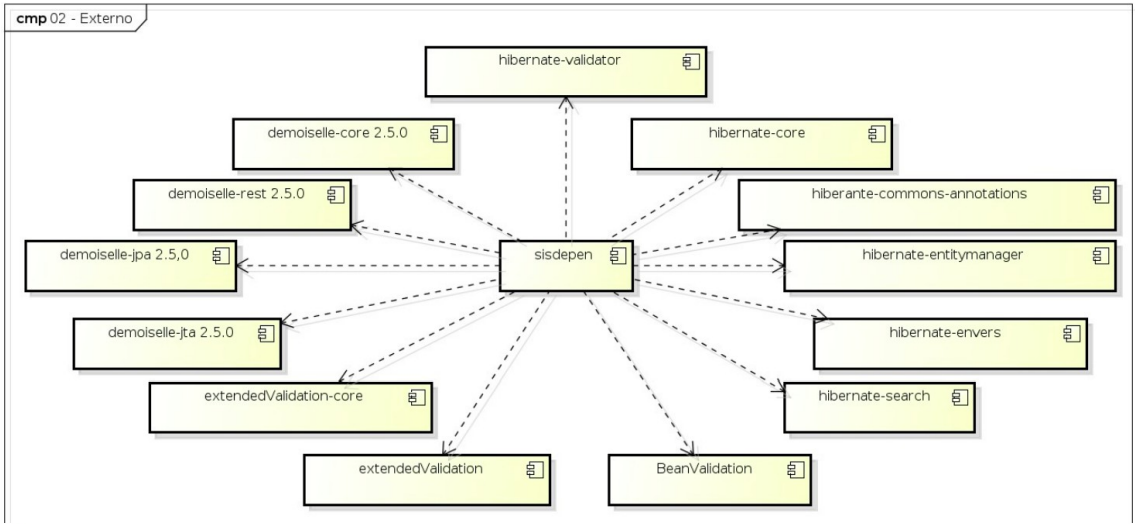 cmp 02 - Externo
hibernate-validator
demoiselle-core 2.5.0
hibernate-core
demoiselle-rest 2.5.0
hiberante-commons-annotations
demoiselle-jpa 2.5,0
sisdepen
hibernate-entitymanager
demoiselle-jta 2.5.0
hibernate-envers
extendedValidation-core
hibernate-search
extendedValidation
BeanValidation